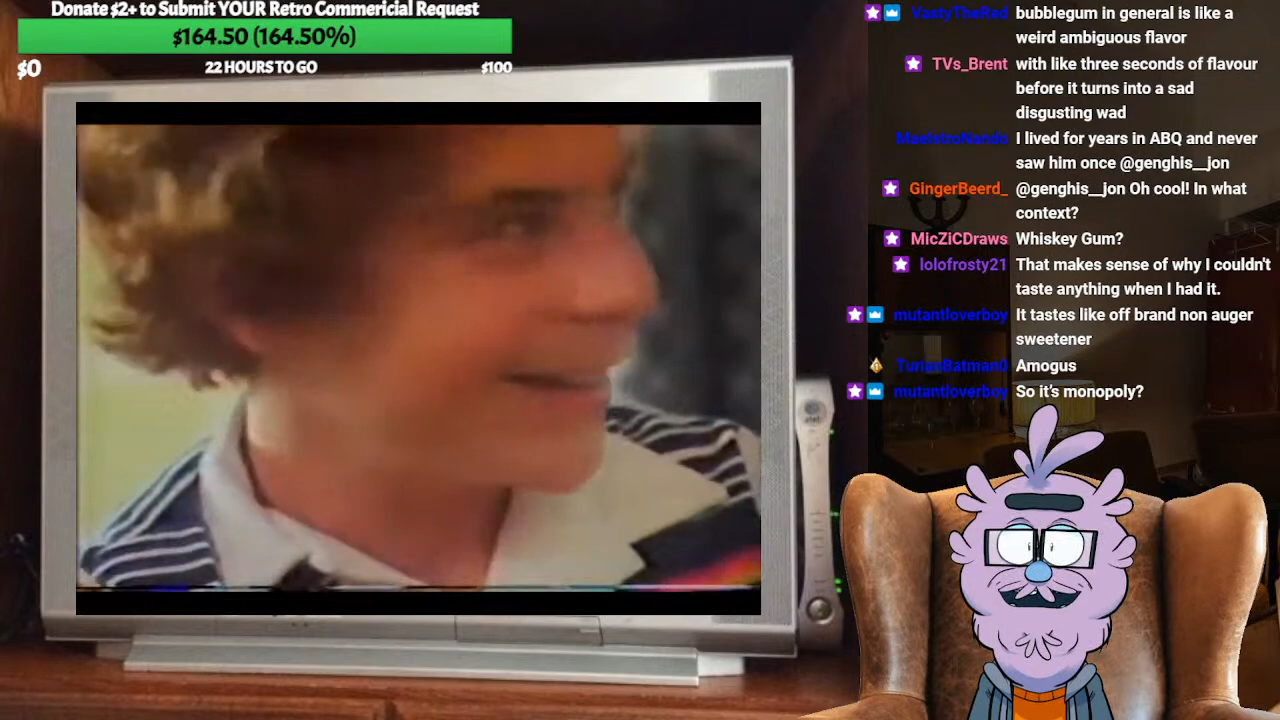 Donate $2+ to Submit YOUR Retro Commericial Request
$164.50 (164.50%)
$0
22 HOURS TO GO
$100
VastyTheRed bubblegum in general is like a
weird ambiguous flavor
TVs_Brent with like three seconds of flavour
before it turns into a sad
disgusting wad
MaelstroNando I lived for years in ABQ and never
saw him once @genghis__jon
GingerBeerd_ @genghis__jon Oh cool! In what
context?
MicZiCDraws Whiskey Gum?
lolofrosty21 That makes sense of why I couldn't
taste anything when I had it.
mutantloverboy It tastes like off brand non auger
sweetener
TurianBatman0 Amogus
mutantloverboy So it's monopoly?